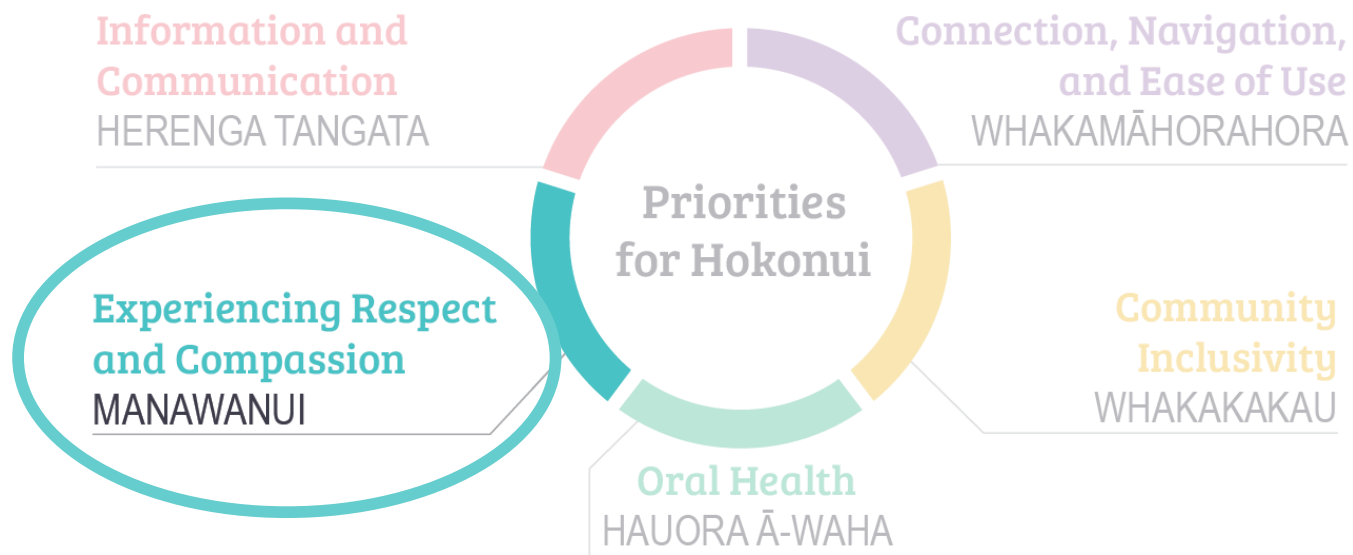 Information and
Communication
HERENGA TANGATA
Connection, Navigation,
and Ease of Use
WHAKAMĀHORAHORA
Priorities
for Hokonui
Experiencing Respect
and Compassion
MANAWANUI
Community
Inclusivity
WHAKAKAKAU
Oral Health
HAUORA Ā-WAHA